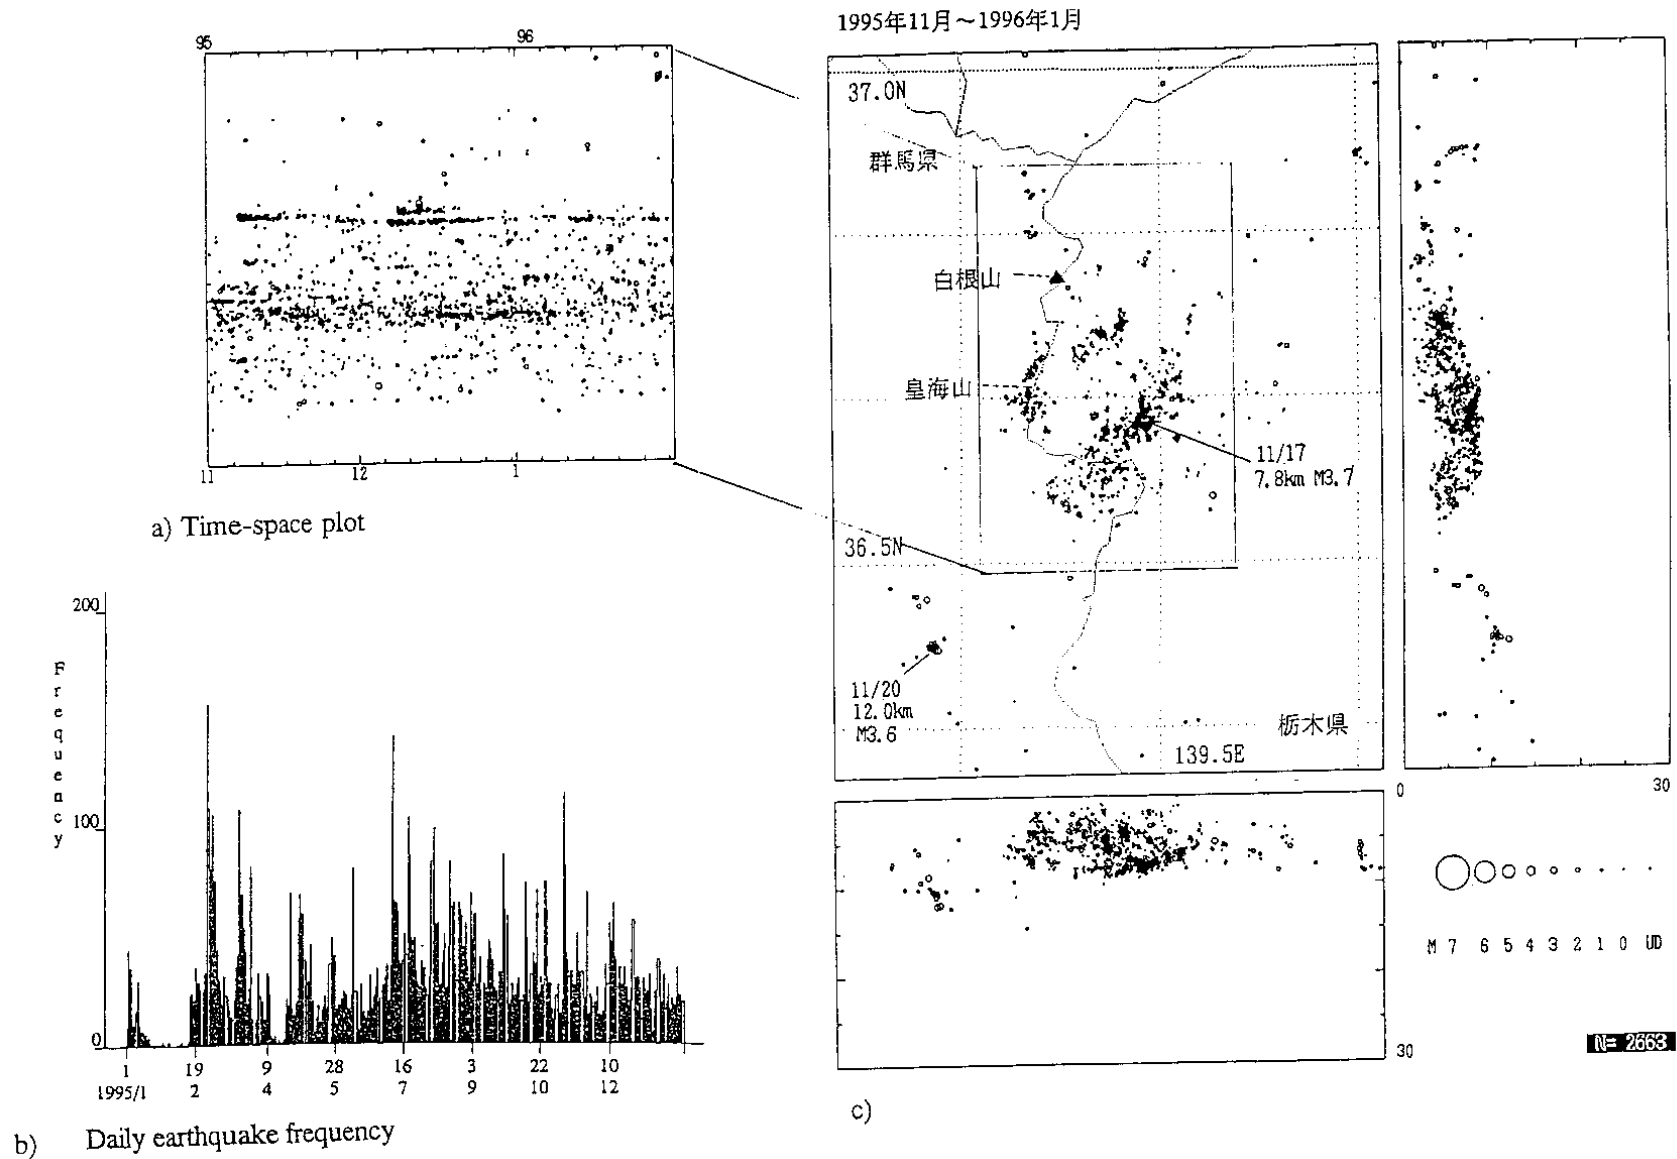 1995年11月～1996年1月
95
96
11
12
1
a) Time-space plot
37.0N
群馬県
白根山
皇海山
11/17
7.8km M3.7
36.5N
11/20
12.0km
M3.6
栃木県
139.5E
0
30
30
M 7 6 5 4 3 2 1 0 UD
N= 2663
c)
Frequency
200
100
0
1 19 9 28 16 3 22 10
1995/1 2 4 5 7 9 10 12
b) Daily earthquake frequency